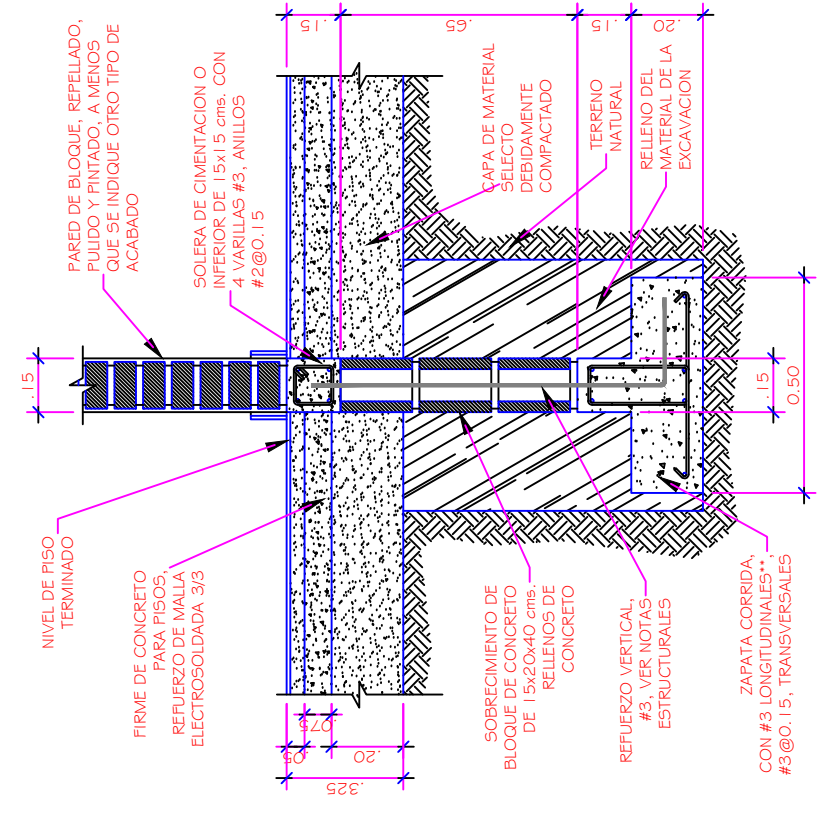 PARED DE BLOQUE, REPELLADO,
PULIDO Y PINTADO, A MENOS
QUE SE INDIQUE OTRO TIPO DE
ACABADO
SOLERA DE CIMENTACION O
INFERIOR DE 15x15 cms. CON
4 VARILLAS #3, ANILLOS
#2@0.15
CAPA DE MATERIAL
SELECTO
DEBIDAMENTE
COMPACTADO
TERRENO
NATURAL
RELLENO DEL
MATERIAL DE LA
EXCAVACION
.15
.65
.15
.20
.15
.15
0.50
NIVEL DE PISO
TERMINADO
FIRME DE CONCRETO
PARA PISOS,
REFUERZO DE MALLA
ELECTROSOLDADA 3/3
SOBRECIMIENTO DE
BLOQUE DE CONCRETO
DE 15x20x40 cms.
RELLENOS DE
CONCRETO
REFUERZO VERTICAL,
#3, VER NOTAS
ESTRUCTURALES
ZAPATA CORRIDA,
CON #3 LONGITUDINALES**,
#3@0.15, TRANSVERSALES
.05
.075
.20
.325